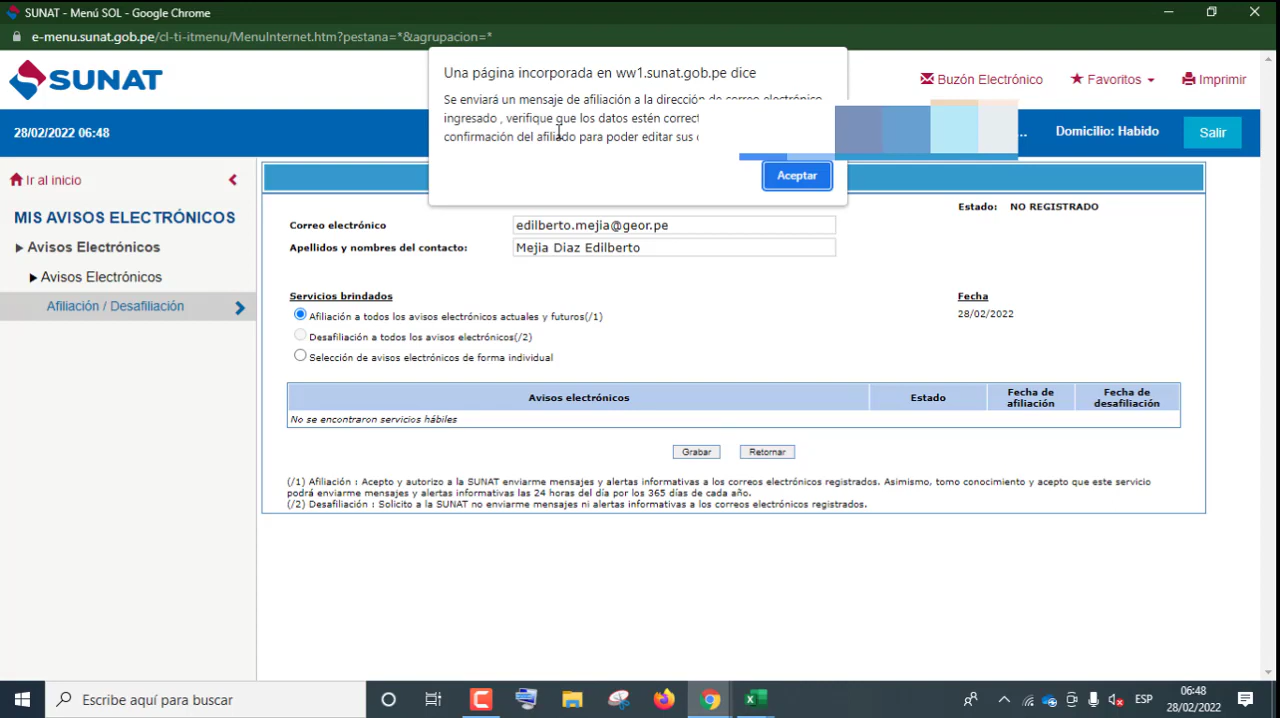 SUNAT - Menú SOL - Google Chrome
e-menu.sunat.gob.pe/cl-ti-itmenu/MenuInternet.htm?pestana=*&agrupacion=*
SUNAT
Buzón Electrónico
Favoritos
Imprimir
Una página incorporada en ww1.sunat.gob.pe dice
Se enviará un mensaje de afiliación a la dirección de correo electrónico
ingresado , verifique que los datos estén correct
confirmación del afiliado para poder editar sus
Aceptar
28/02/2022 06:48
...
Domicilio: Habido
Salir
Ir al inicio
MIS AVISOS ELECTRÓNICOS
Avisos Electrónicos
Avisos Electrónicos
Afiliación / Desafiliación
Estado: NO REGISTRADO
Correo electrónico edilberto.mejia@geor.pe
Apellidos y nombres del contacto: Mejia Diaz Edilberto
Servicios brindados
Fecha
Afiliación a todos los avisos electrónicos actuales y futuros(/1)
28/02/2022
Desafiliación a todos los avisos electrónicos(/2)
Selección de avisos electrónicos de forma individual
Avisos electrónicos Estado Fecha de afiliación Fecha de desafiliación
No se encontraron servicios hábiles
Grabar Retornar
(/1) Afiliación : Acepto y autorizo a la SUNAT enviarme mensajes y alertas informativas a los correos electrónicos registrados. Asimismo, tomo conocimiento y acepto que este servicio
podrá enviarme mensajes y alertas informativas las 24 horas del día por los 365 días de cada año.
(/2) Desafiliación : Solicito a la SUNAT no enviarme mensajes ni alertas informativas a los correos electrónicos registrados.
Escribe aquí para buscar
ESP
06:48
28/02/2022